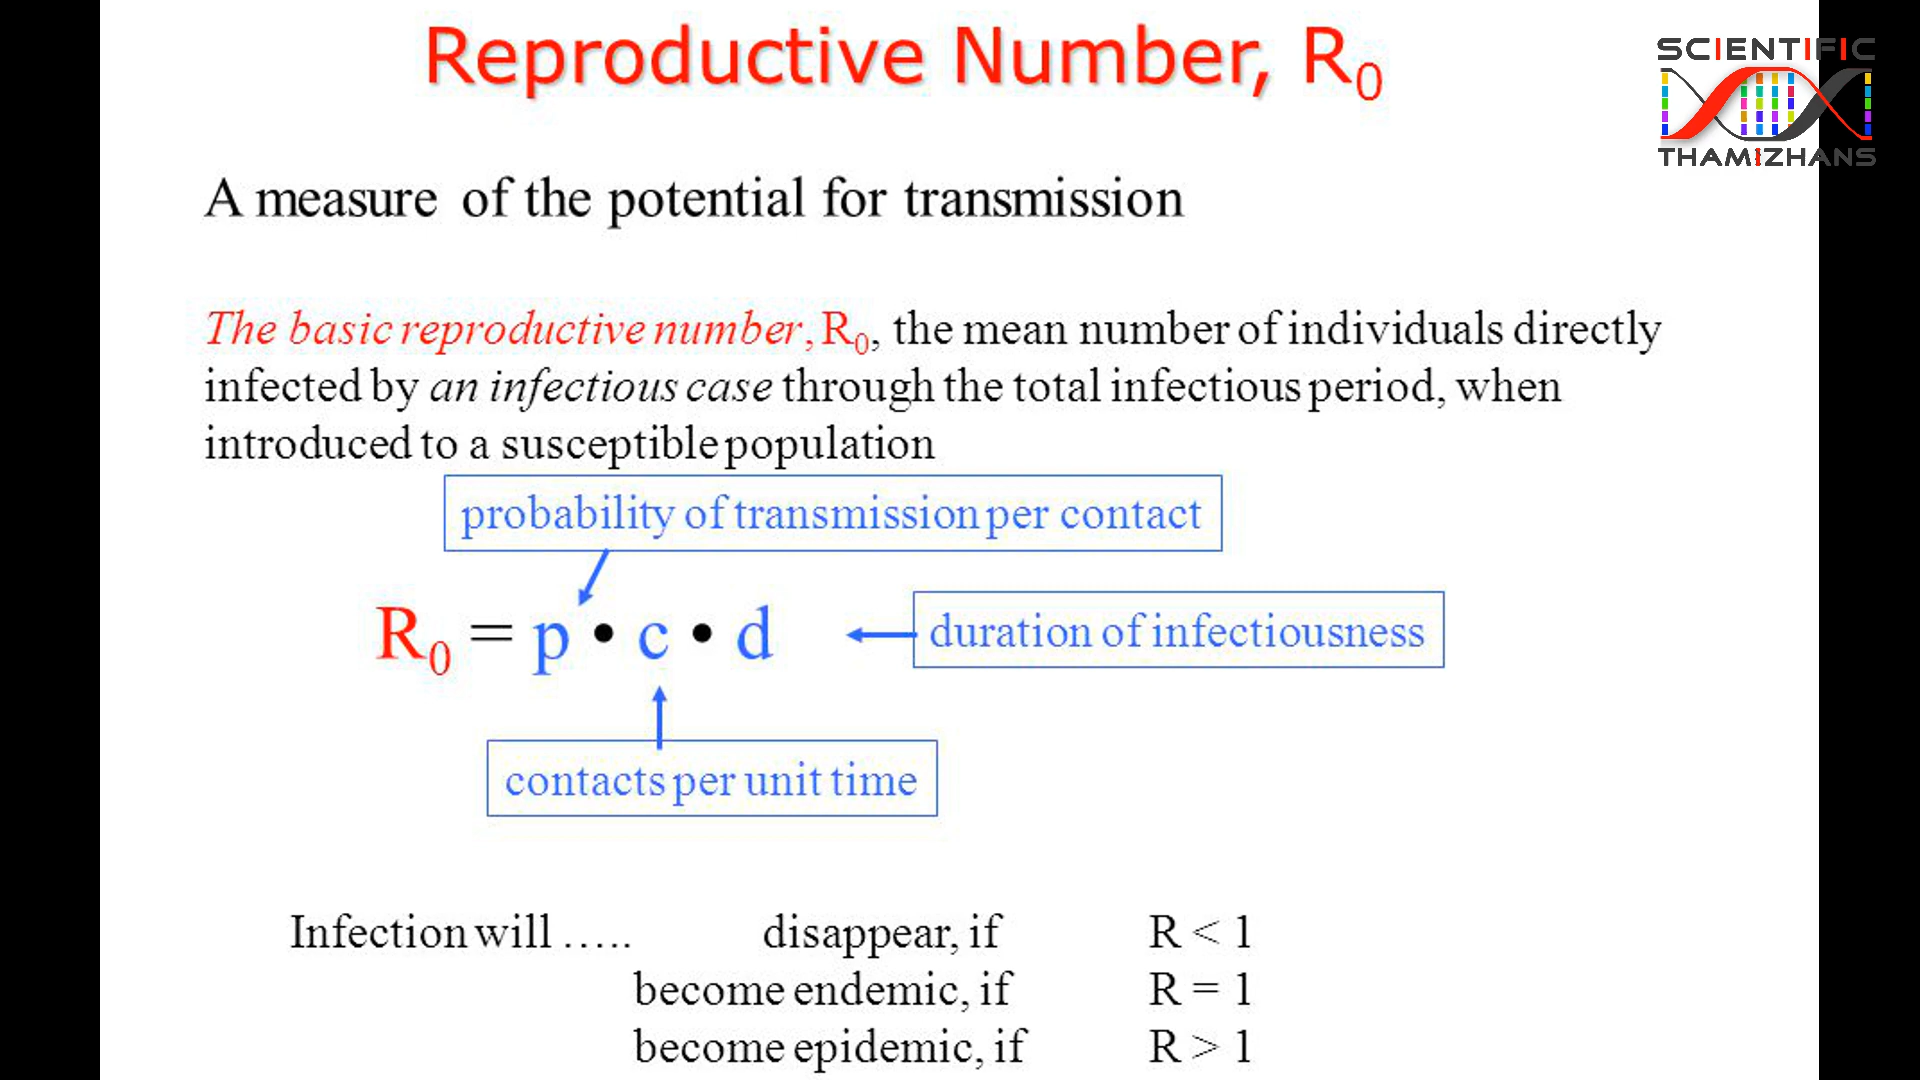 Reproductive Number, R₀
SCIENTIFIC
THAMIZHANS
A measure of the potential for transmission
The basic reproductive number, R₀, the mean number of individuals directly
infected by an infectious case through the total infectious period, when
introduced to a susceptible population
probability of transmission per contact
R₀ = p • c • d
duration of infectiousness
contacts per unit time
Infection will ..... disappear, if R < 1
become endemic, if R = 1
become epidemic, if R > 1